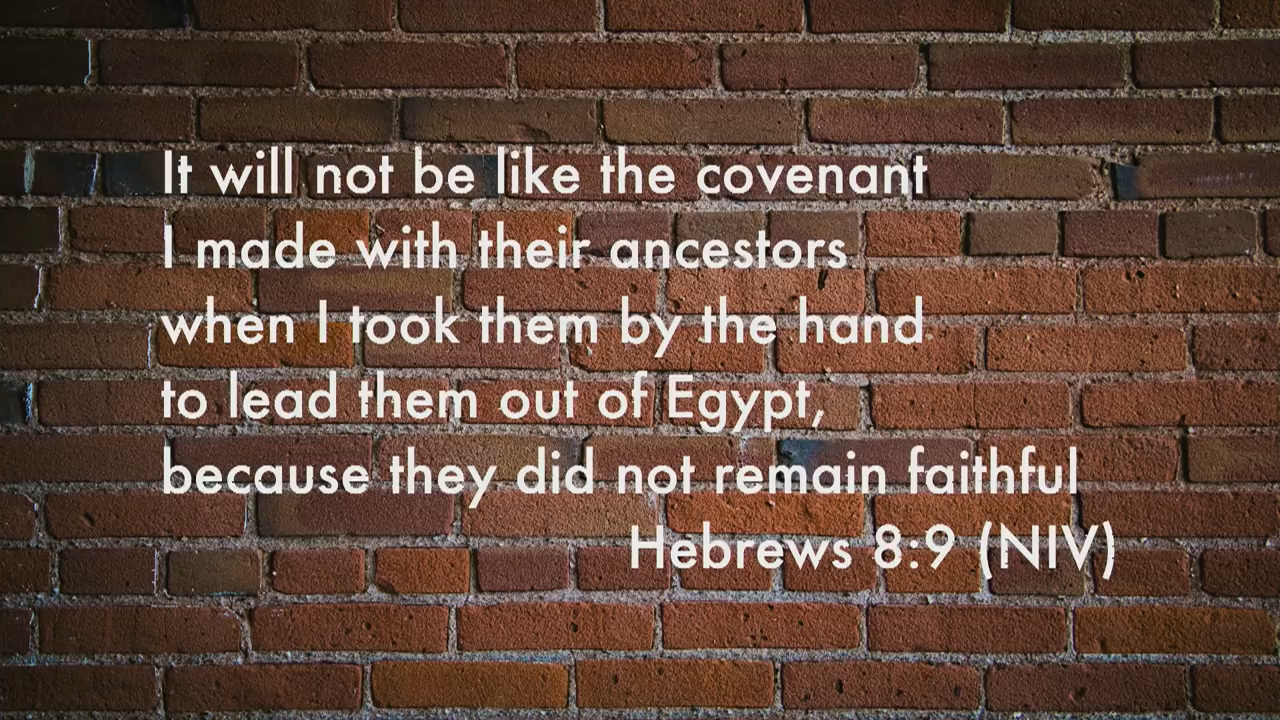 It will not be like the covenant
I made with their ancestors
when I took them by the hand
to lead them out of Egypt,
because they did not remain faithful
Hebrews 8:9 (NIV)